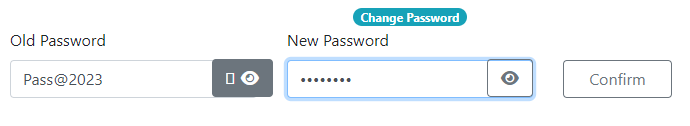 Change Password
Old Password
New Password
Pass@2023
••••••••
Confirm